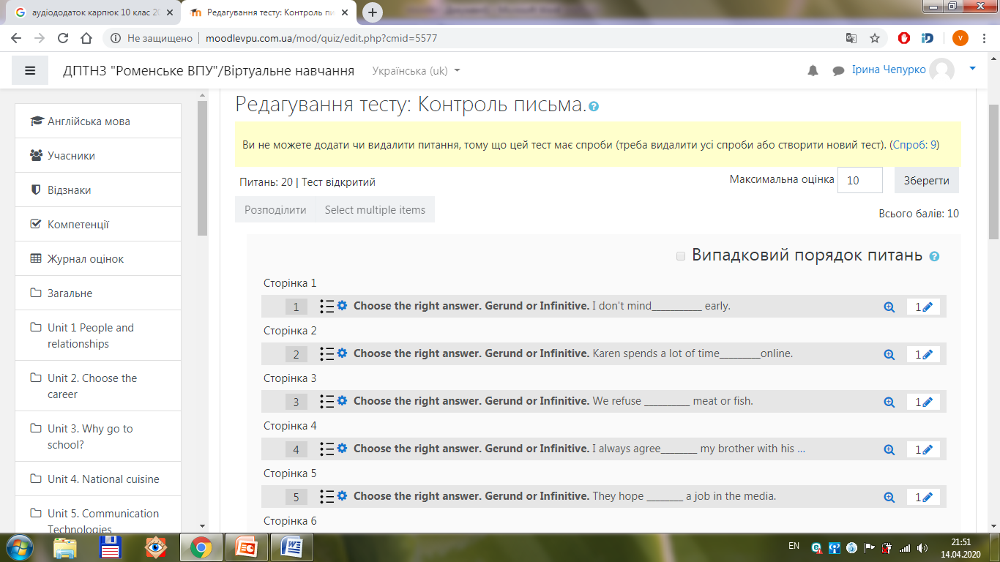 аудіододаток карпюк 10 клас 20
Редагування тесту: Контроль пи
Не защищено | moodlevpu.com.ua/mod/quiz/edit.php?cmid=5577
V
ДПТНЗ "Роменське ВПУ"/Віртуальне навчання
Українська (uk)
Ірина Чепурко
Англійська мова
Учасники
Відзнаки
Компетенції
Журнал оцінок
Загальне
Unit 1 People and
relationships
Unit 2. Choose the
career
Unit 3. Why go to
school?
Unit 4. National cuisine
Unit 5. Communication
Technologies
Редагування тесту: Контроль письма.
Ви не можете додати чи видалити питання, тому що цей тест має спроби (треба видалити усі спроби або створити новий тест). (Спроб: 9)
Питань: 20 | Тест відкритий
Максимальна оцінка 10 Зберегти
Розподілити Select multiple items
Всього балів: 10
Випадковий порядок питань
Сторінка 1
1 Choose the right answer. Gerund or Infinitive. I don't mind___________ early. 1
Сторінка 2
2 Choose the right answer. Gerund or Infinitive. Karen spends a lot of time_________online. 1
Сторінка 3
3 Choose the right answer. Gerund or Infinitive. We refuse __________ meat or fish. 1
Сторінка 4
4 Choose the right answer. Gerund or Infinitive. I always agree________ my brother with his ... 1
Сторінка 5
5 Choose the right answer. Gerund or Infinitive. They hope ________ a job in the media. 1
Сторінка 6
EN
21:51
14.04.2020